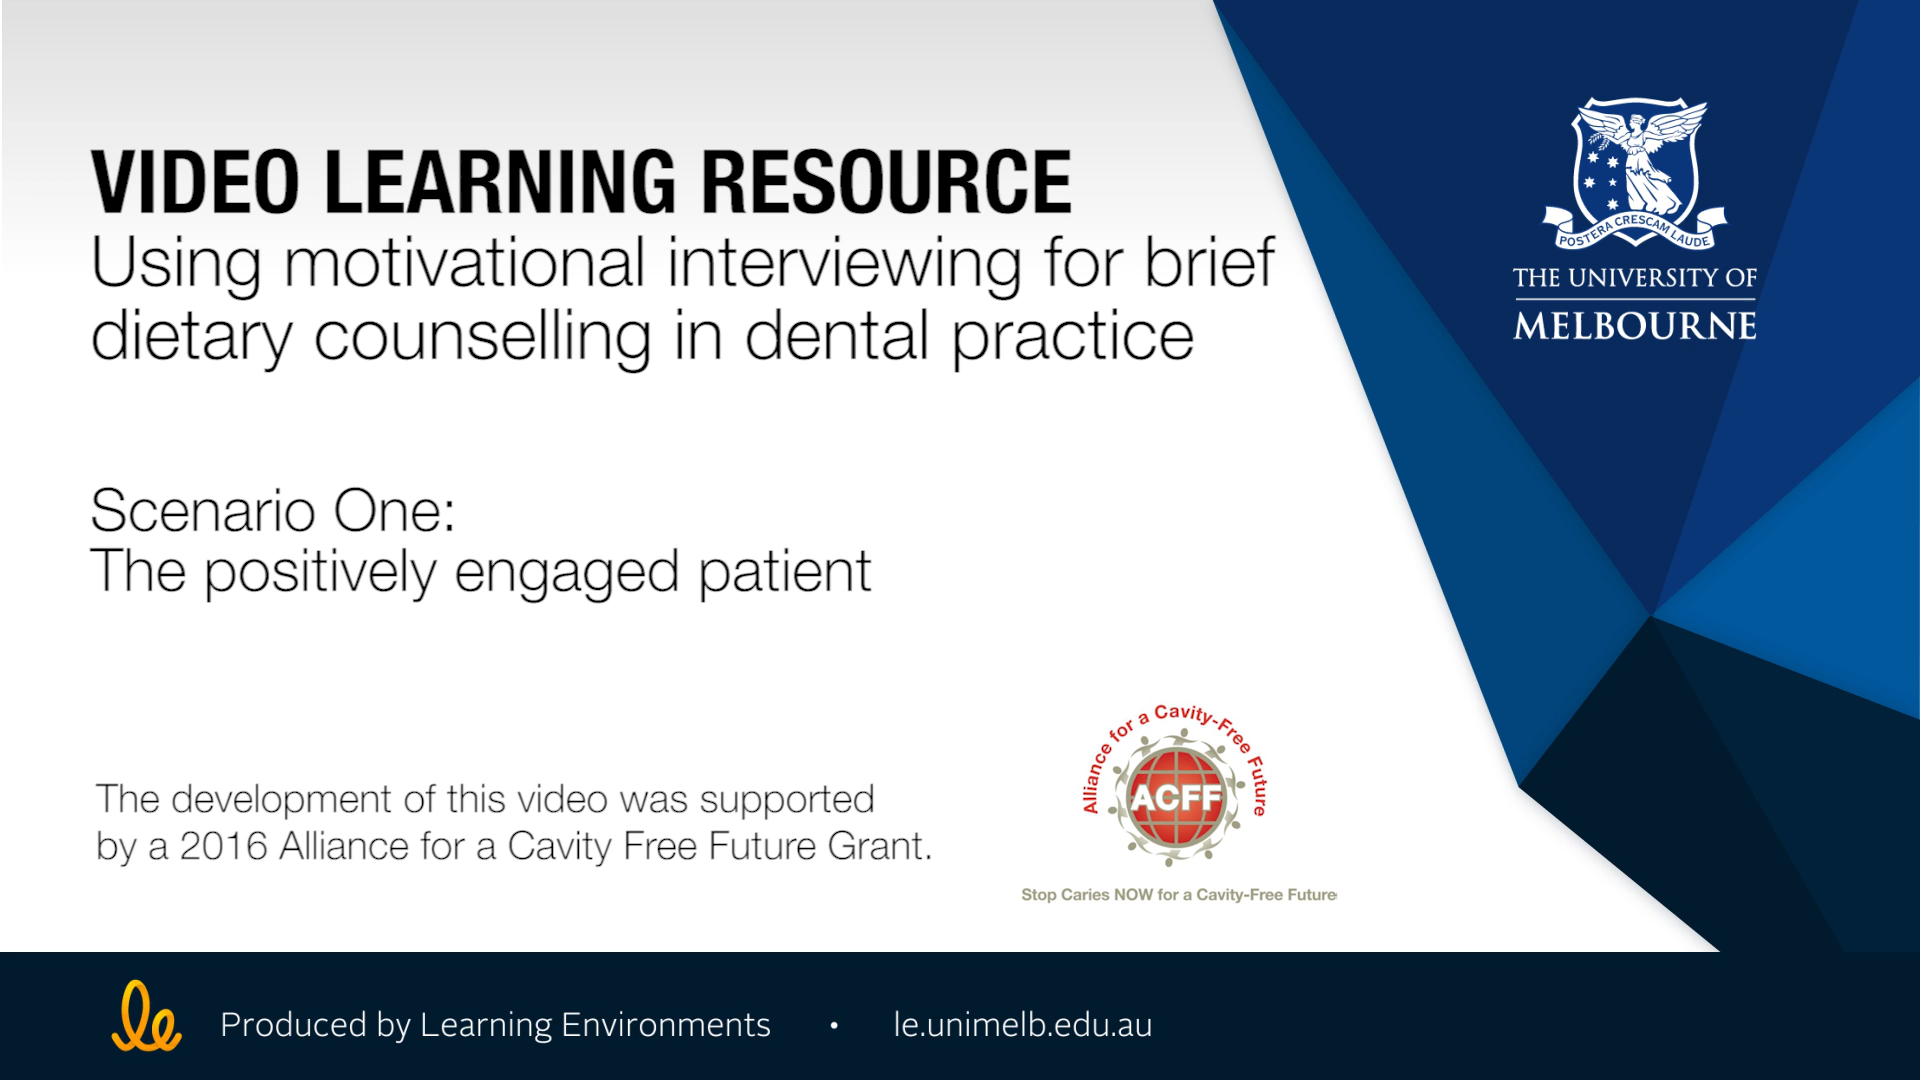 VIDEO LEARNING RESOURCE
Using motivational interviewing for brief
dietary counselling in dental practice
POSTERA CRESCAM LAUDE
THE UNIVERSITY OF
MELBOURNE
Scenario One:
The positively engaged patient
The development of this video was supported
by a 2016 Alliance for a Cavity Free Future Grant.
Alliance for a Cavity-Free Future
ACFF
Stop Caries NOW for a Cavity-Free Future
le
Produced by Learning Environments • le.unimelb.edu.au